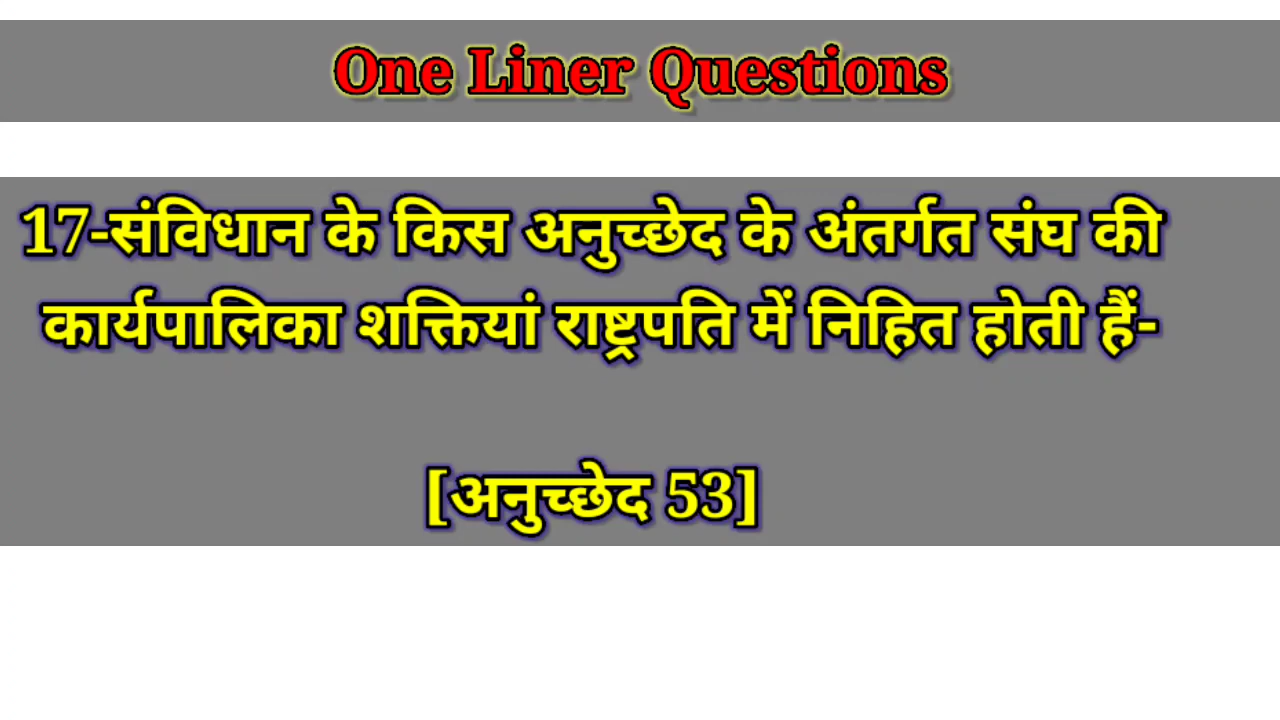 One Liner Questions
17-संविधान के किस अनुच्छेद के अंतर्गत संघ की
कार्यपालिका शक्तियां राष्ट्रपति में निहित होती हैं-
[अनुच्छेद 53]